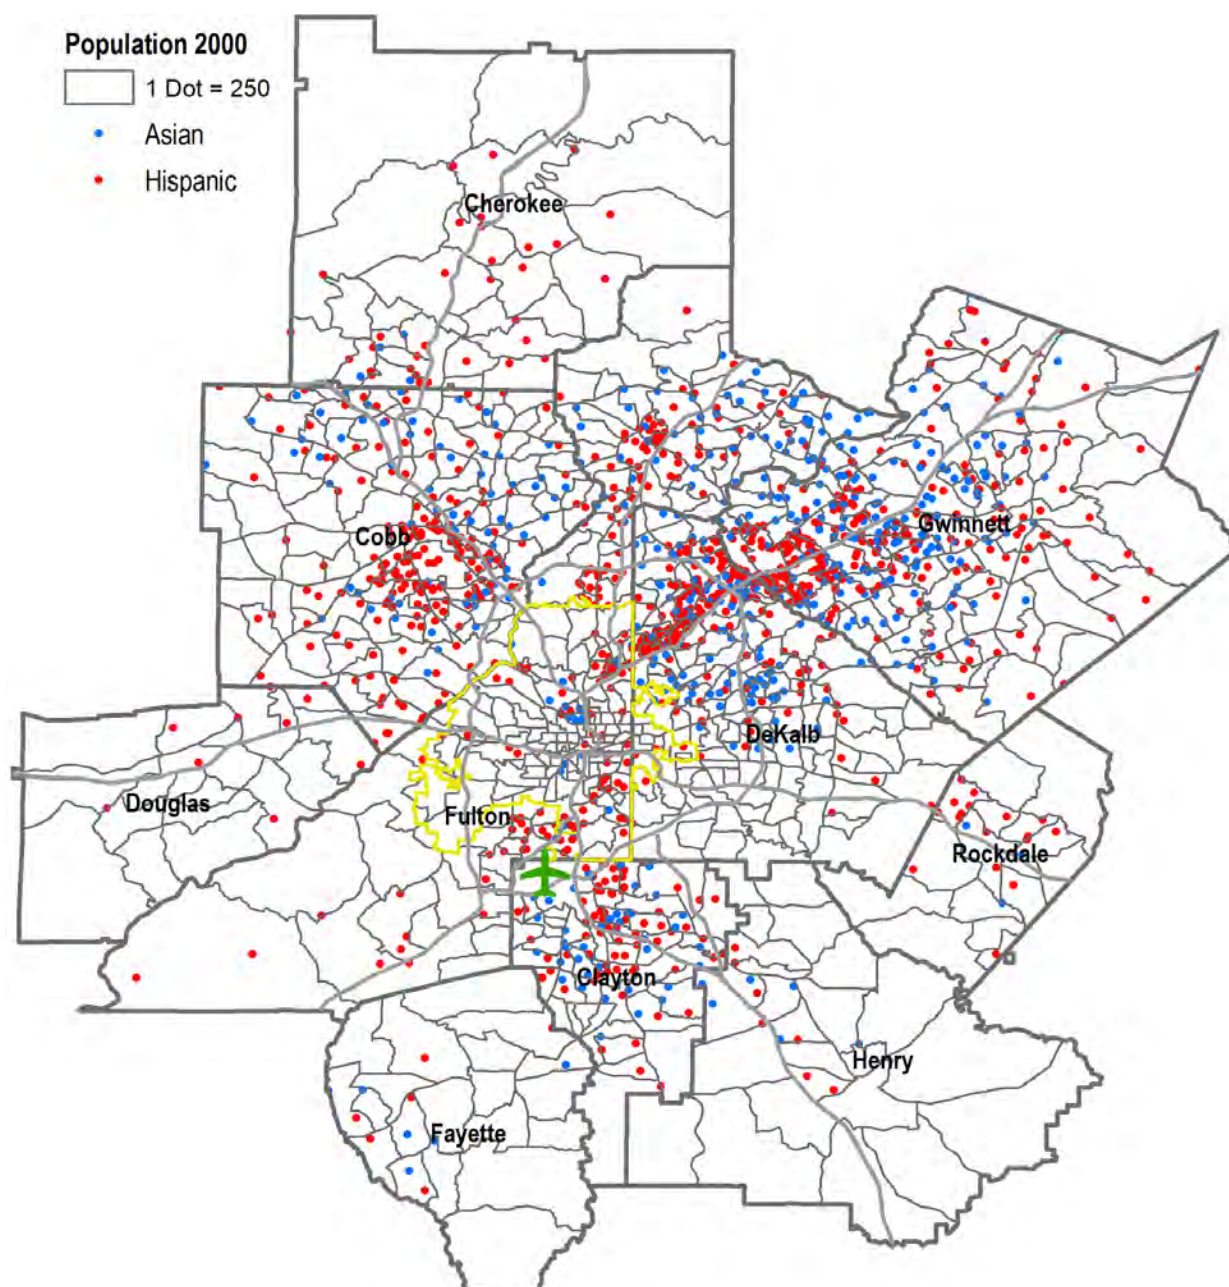 Population 2000
1 Dot = 250
Asian
Hispanic
Cherokee
Cobb
Gwinnett
DeKalb
Douglas
Fulton
Rockdale
Clayton
Henry
Fayette